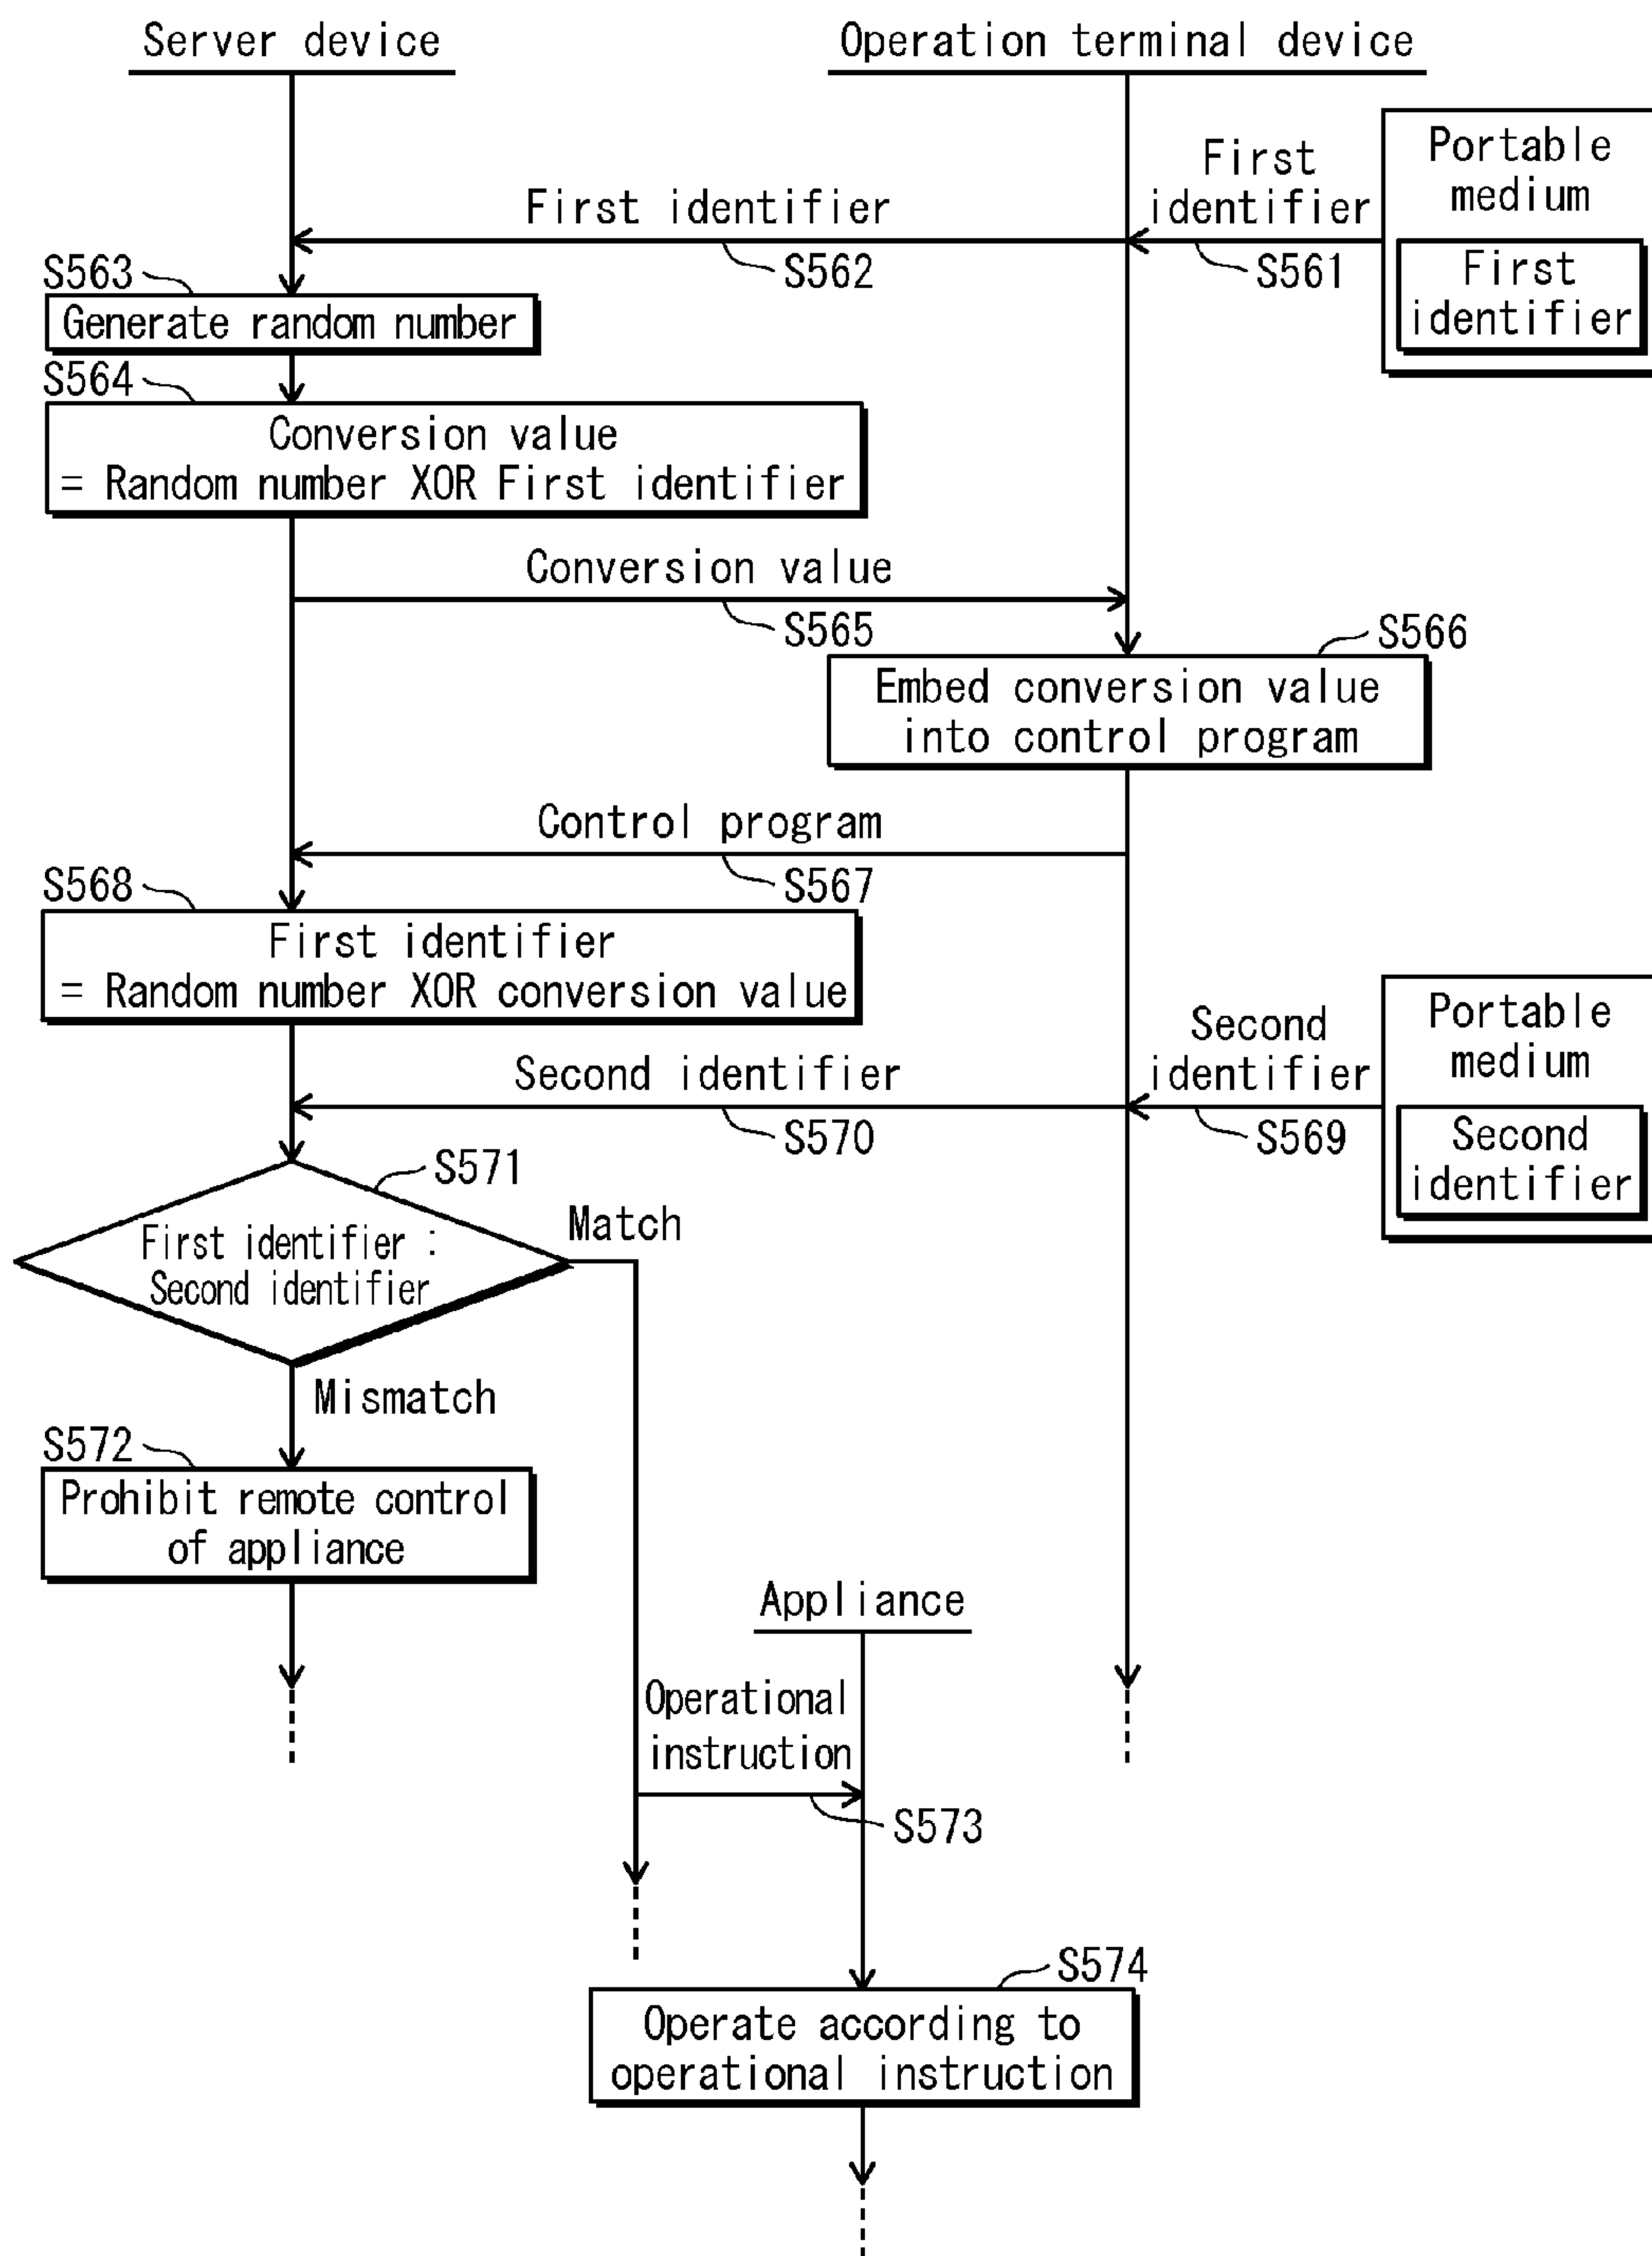 Server device
Operation terminal device
Portable
medium
First
identifier
First
identifier
First identifier
S561
S562
S563
Generate random number
S564
Conversion value
= Random number XOR First identifier
Conversion value
S565
S566
Embed conversion value
into control program
Control program
S567
S568
First identifier
= Random number XOR conversion value
Portable
medium
Second
identifier
Second
identifier
Second identifier
S569
S570
S571
First identifier :
Second identifier
Match
Mismatch
S572
Prohibit remote control
of appliance
Appliance
Operational
instruction
S573
S574
Operate according to
operational instruction